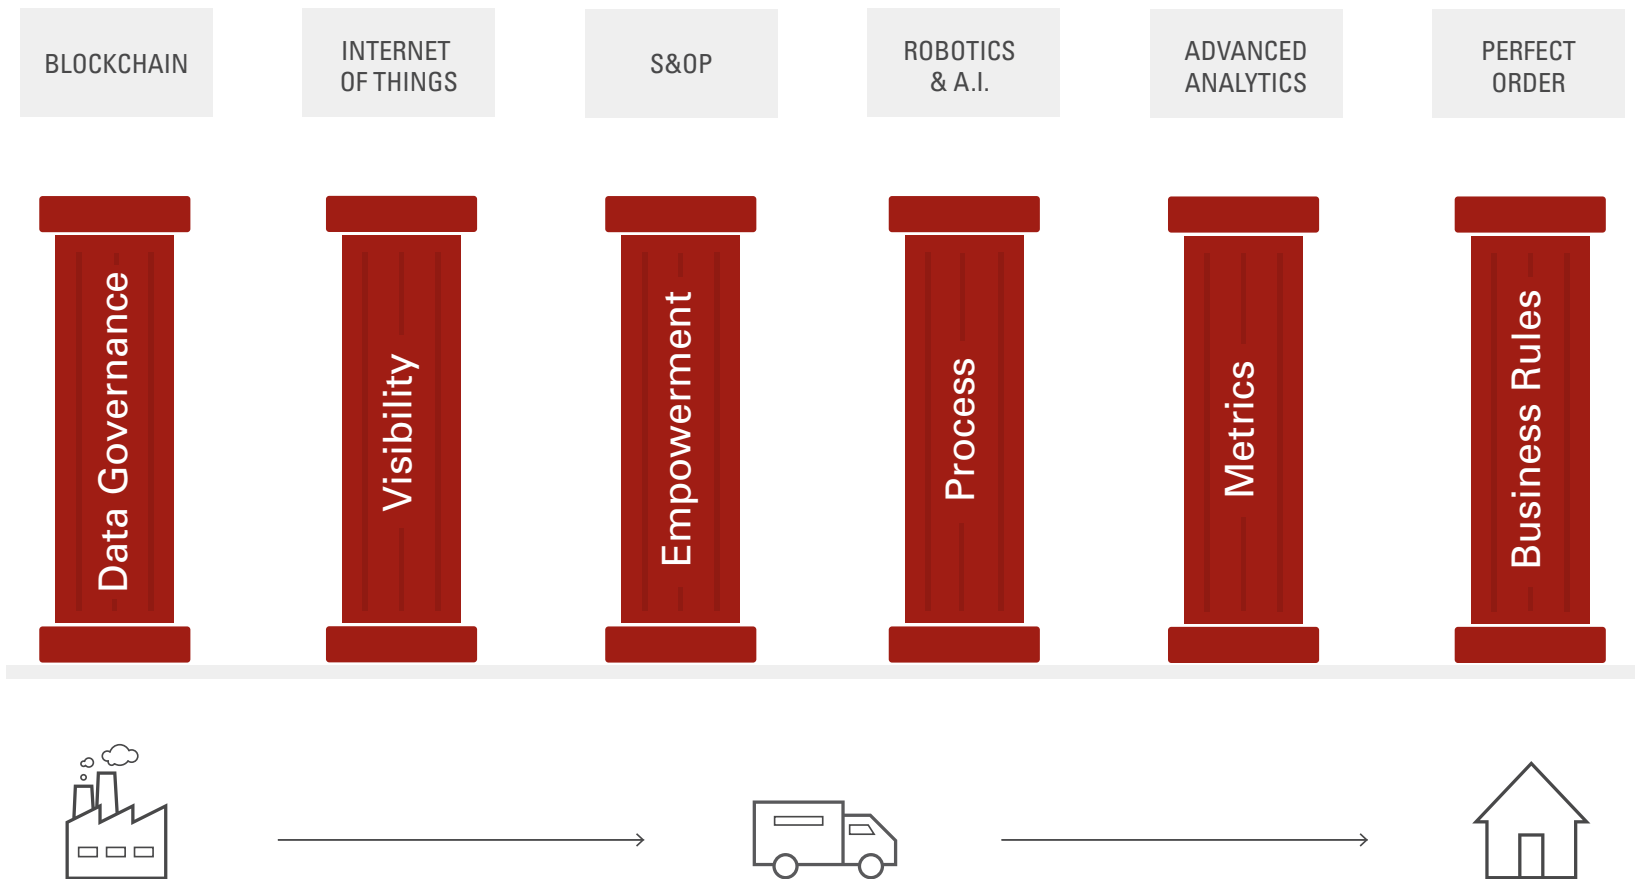 BLOCKCHAIN
INTERNET
OF THINGS
S&OP
ROBOTICS
& A.I.
ADVANCED
ANALYTICS
PERFECT
ORDER
Data Governance
Visibility
Empowerment
Process
Metrics
Business Rules